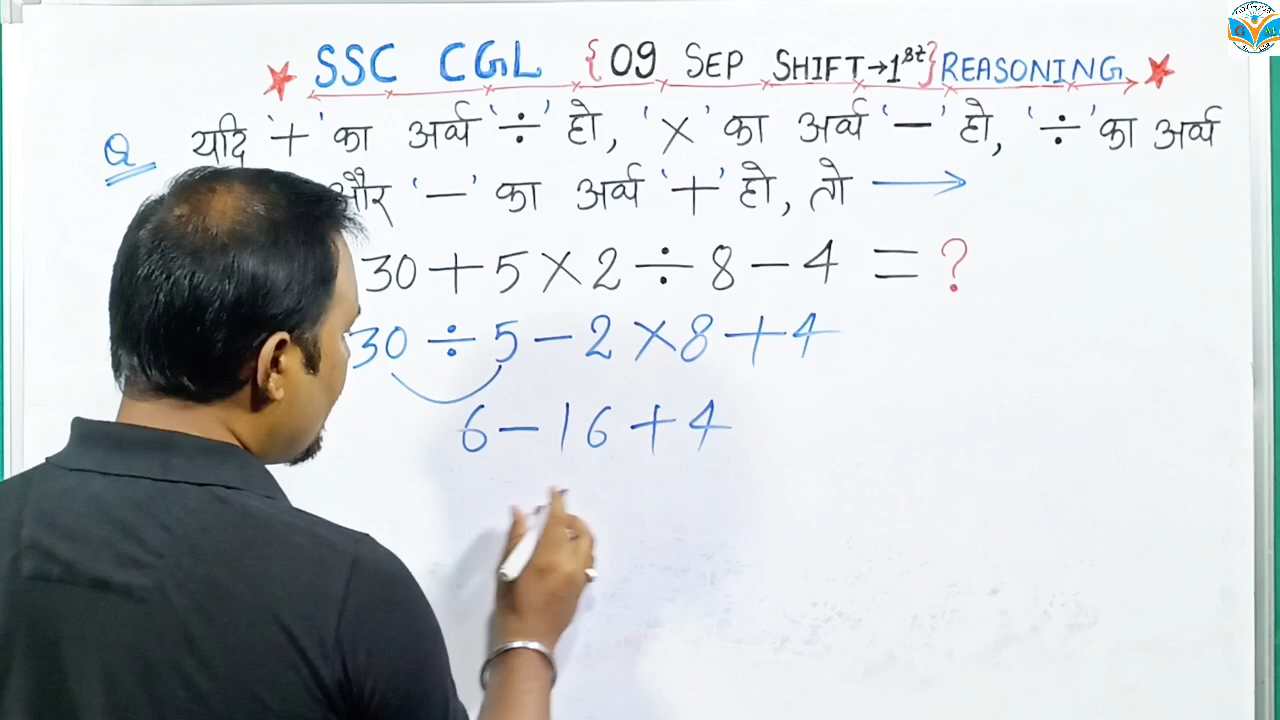 SSC CGL {09 SEP SHIFT→1st} REASONING
Q यदि '+' का अर्थ '÷' हो, '×' का अर्थ '−' हो, '÷' का अर्थ
और '−' का अर्थ '+' हो, तो →
30 + 5 × 2 ÷ 8 − 4 = ?
30 ÷ 5 − 2 × 8 + 4
6 − 16 + 4